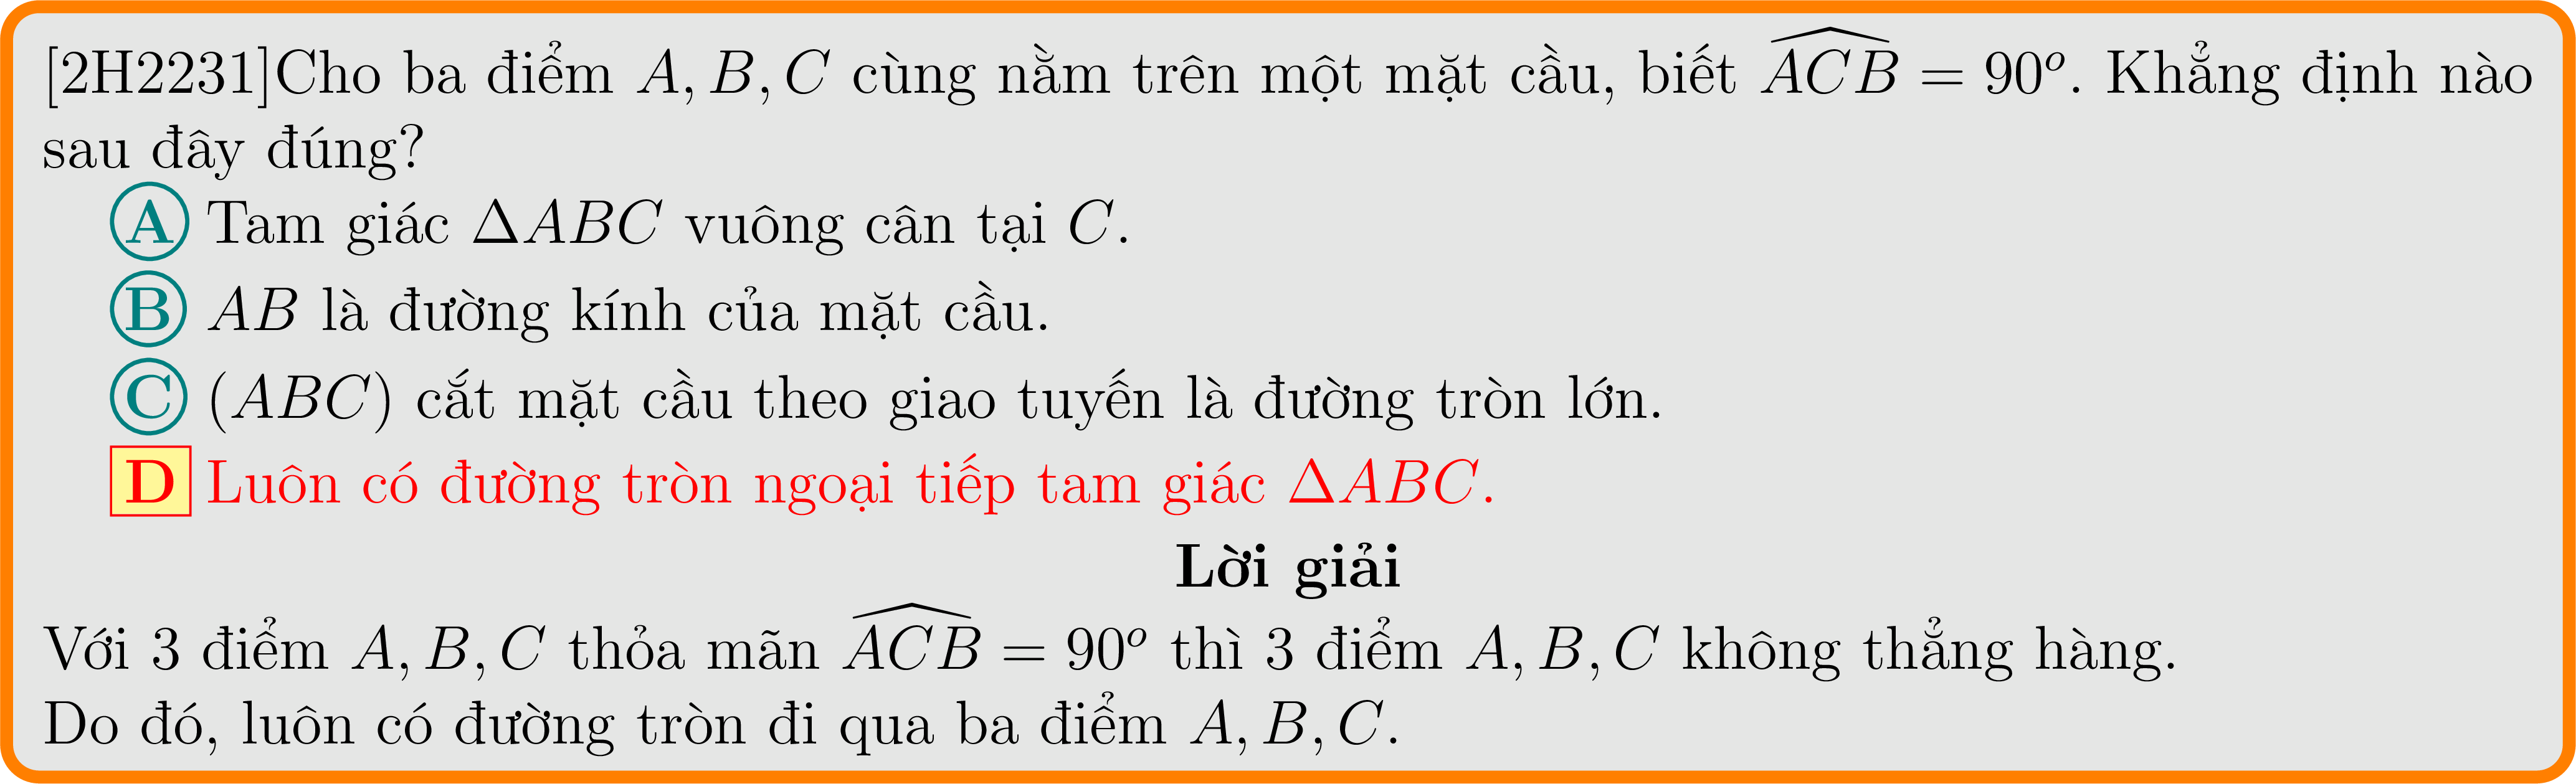 [2H2231]Cho ba điểm A, B, C cùng nằm trên một mặt cầu, biết $\widehat{ACB} = 90^o$. Khẳng định nào
sau đây đúng?
A Tam giác ΔABC vuông cân tại C.
B AB là đường kính của mặt cầu.
C (ABC) cắt mặt cầu theo giao tuyến là đường tròn lớn.
D Luôn có đường tròn ngoại tiếp tam giác ΔABC.
Lời giải
Với 3 điểm A, B, C thỏa mãn $\widehat{ACB} = 90^o$ thì 3 điểm A, B, C không thẳng hàng.
Do đó, luôn có đường tròn đi qua ba điểm A, B, C.